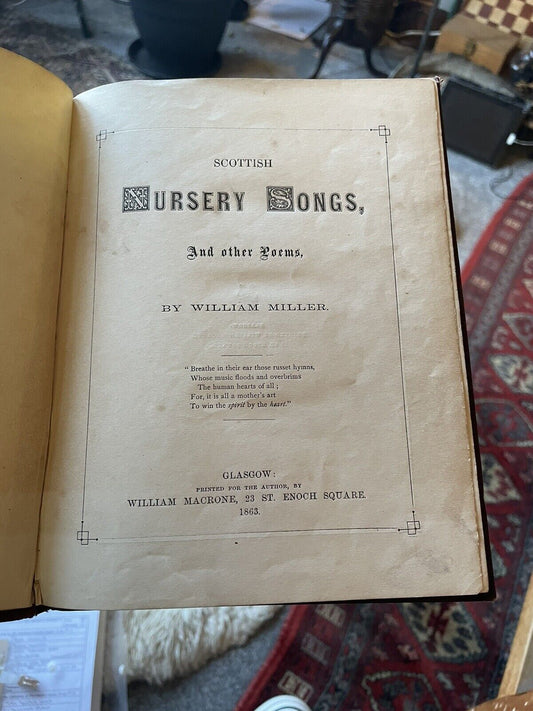 SCOTTISH
NURSERY SONGS,
And other Poems,
BY WILLIAM MILLER.
"Breathe in their ear those russet hymns,
Whose music floods and overbrims
The human hearts of all;
For, it is all a mother's art
To win the spirit by the heart."
GLASGOW:
PRINTED FOR THE AUTHOR, BY
WILLIAM MACRONE, 23 ST. ENOCH SQUARE.
1863.